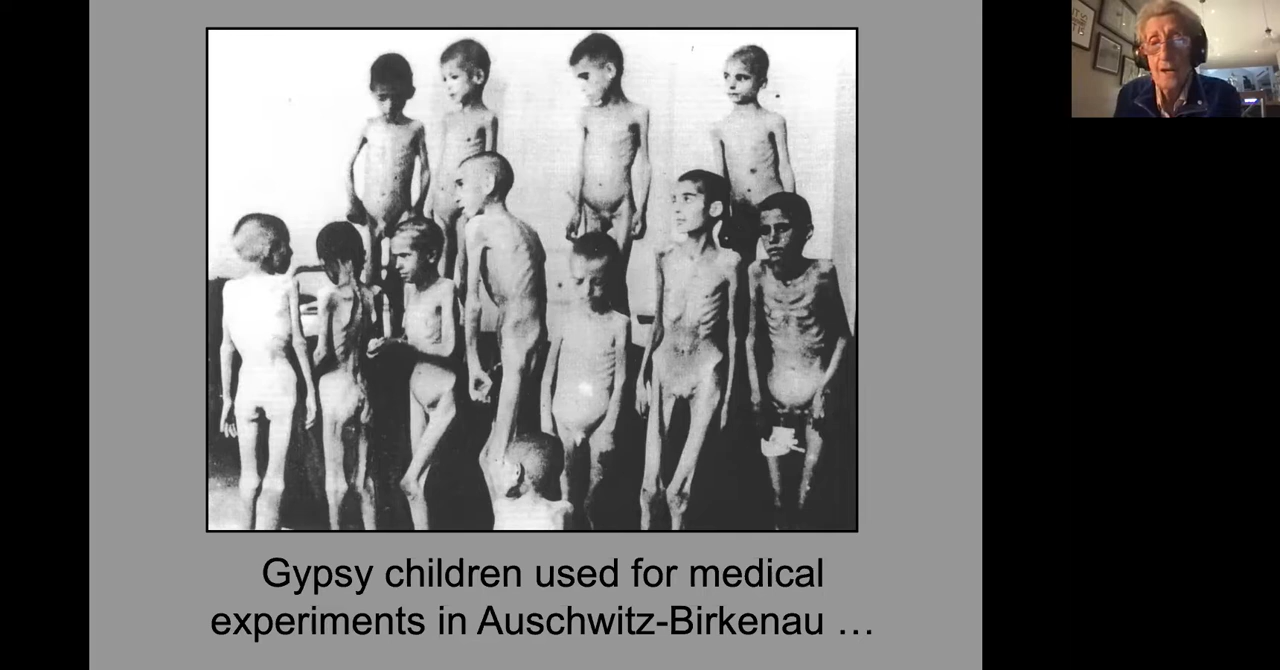 Gypsy children used for medical
experiments in Auschwitz-Birkenau …